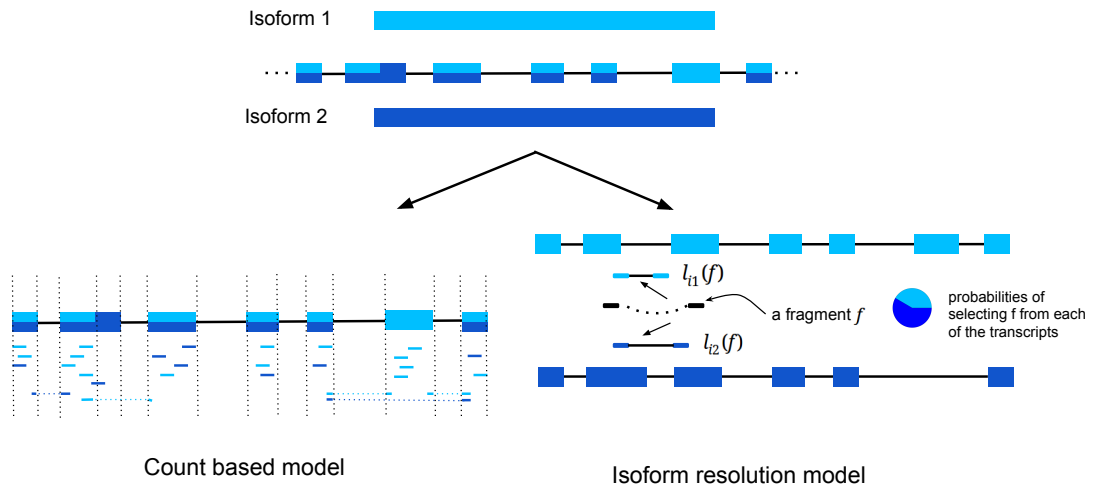 Isoform 1
Isoform 2
l_{i1}(f)
a fragment f
l_{i2}(f)
probabilities of
selecting f from each
of the transcripts
Count based model
Isoform resolution model